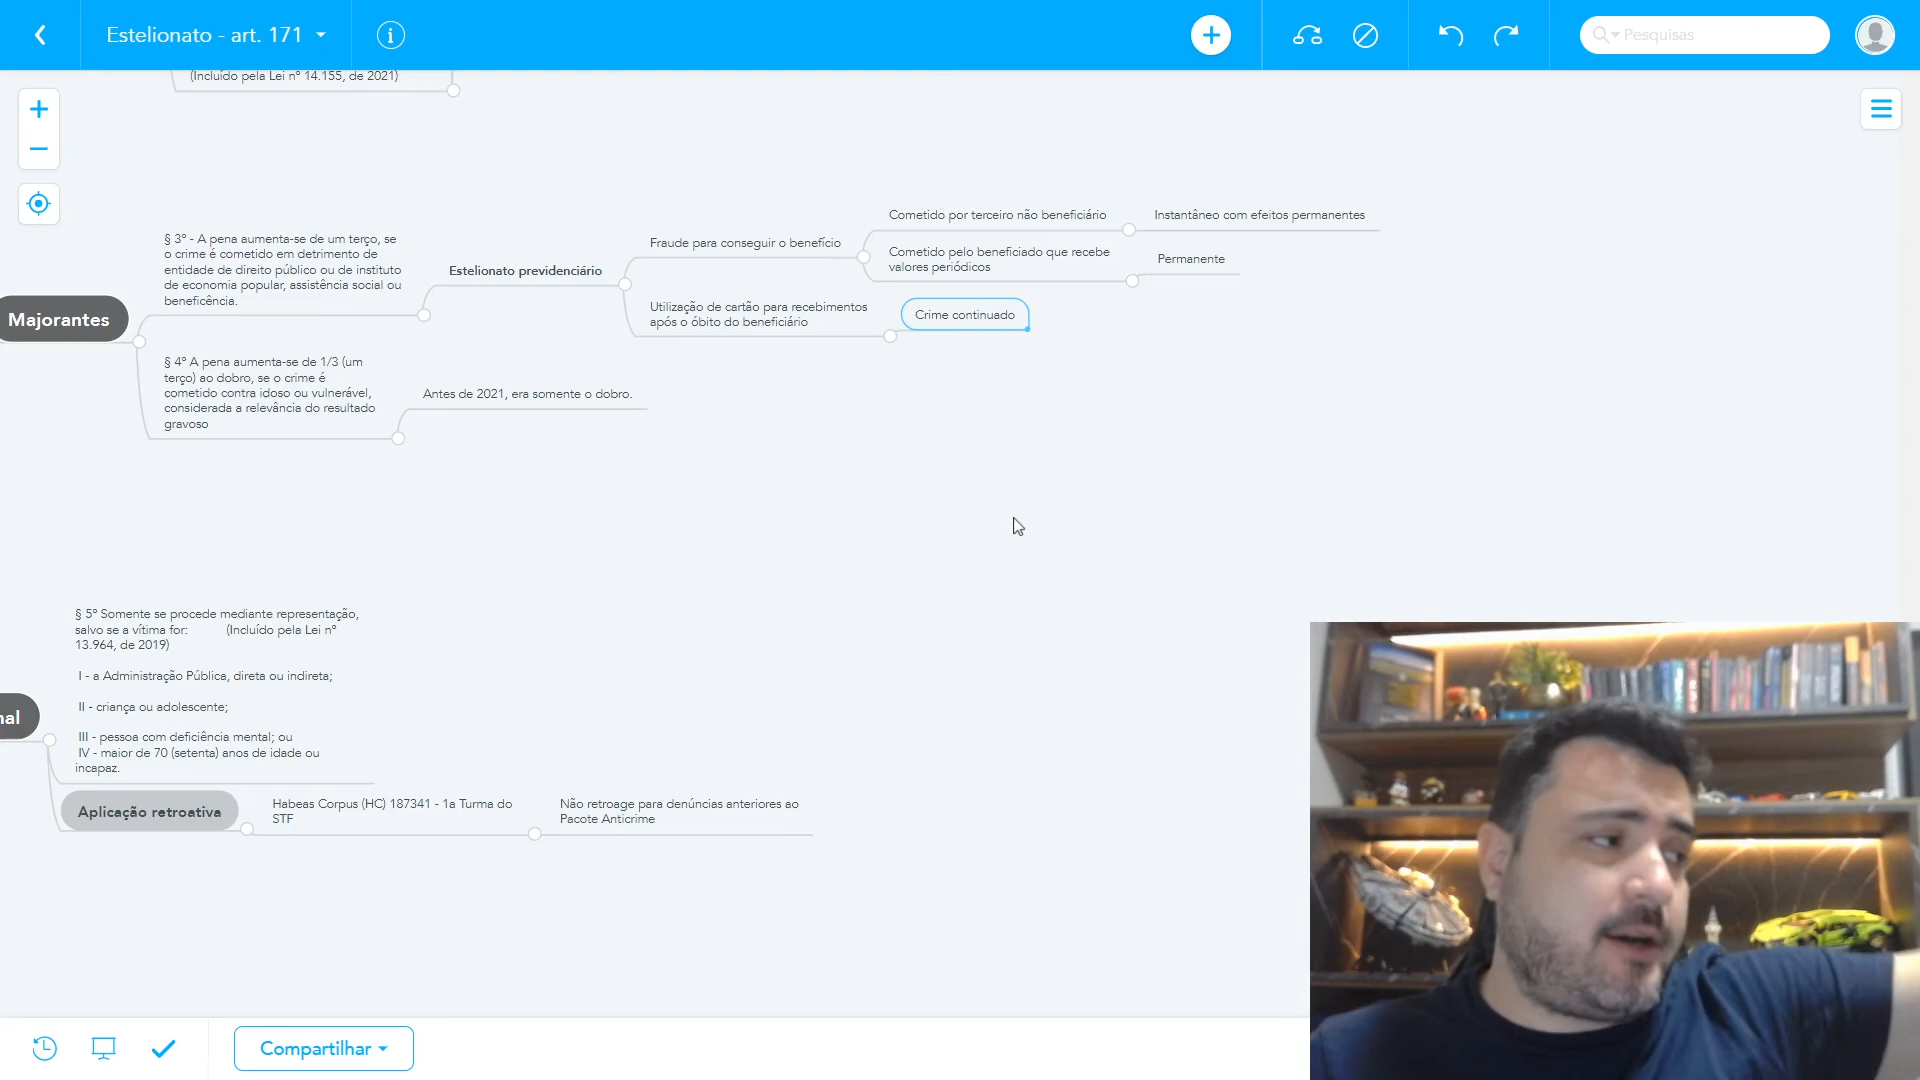 Estelionato - art. 171
Pesquisas
(Incluído pela Lei nº 14.155, de 2021)
Majorantes
§ 3º - A pena aumenta-se de um terço, se
o crime é cometido em detrimento de
entidade de direito público ou de instituto
de economia popular, assistência social ou
beneficência.
Estelionato previdenciário
Fraude para conseguir o benefício
Cometido por terceiro não beneficiário
Instantâneo com efeitos permanentes
Cometido pelo beneficiado que recebe
valores periódicos
Permanente
Utilização de cartão para recebimentos
após o óbito do beneficiário
Crime continuado
§ 4º A pena aumenta-se de 1/3 (um
terço) ao dobro, se o crime é
cometido contra idoso ou vulnerável,
considerada a relevância do resultado
gravoso
Antes de 2021, era somente o dobro.
nal
§ 5º Somente se procede mediante representação,
salvo se a vítima for: (Incluído pela Lei nº
13.964, de 2019)
I - a Administração Pública, direta ou indireta;
II - criança ou adolescente;
III - pessoa com deficiência mental; ou
IV - maior de 70 (setenta) anos de idade ou
incapaz.
Aplicação retroativa
Habeas Corpus (HC) 187341 - 1a Turma do
STF
Não retroage para denúncias anteriores ao
Pacote Anticrime
Compartilhar